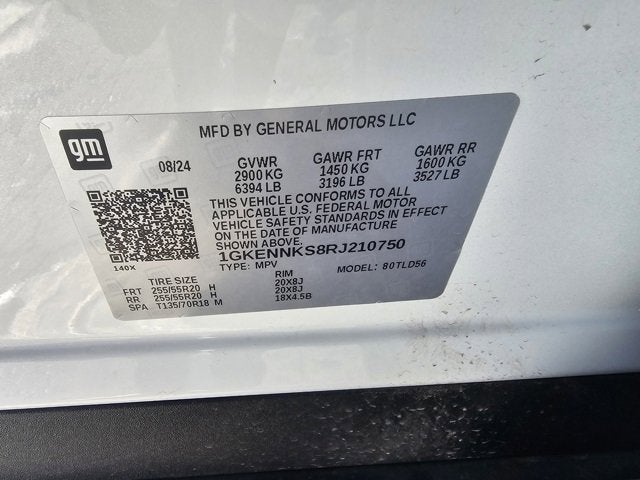 gm
MFD BY GENERAL MOTORS LLC
08/24 GVWR GAWR FRT GAWR RR
2900 KG 1450 KG 1600 KG
6394 LB 3196 LB 3527 LB
THIS VEHICLE CONFORMS TO ALL
APPLICABLE U.S. FEDERAL MOTOR
VEHICLE SAFETY STANDARDS IN EFFECT
ON THE DATE OF MANUFACTURE
SHOWN ABOVE.
1GKENNKS8RJ210750
140X
TYPE: MPV MODEL: 80TLD56
TIRE SIZE RIM
FRT 255/55R20 H 20X8J
RR 255/55R20 H 20X8J
SPA T135/70R18 M 18X4.5B